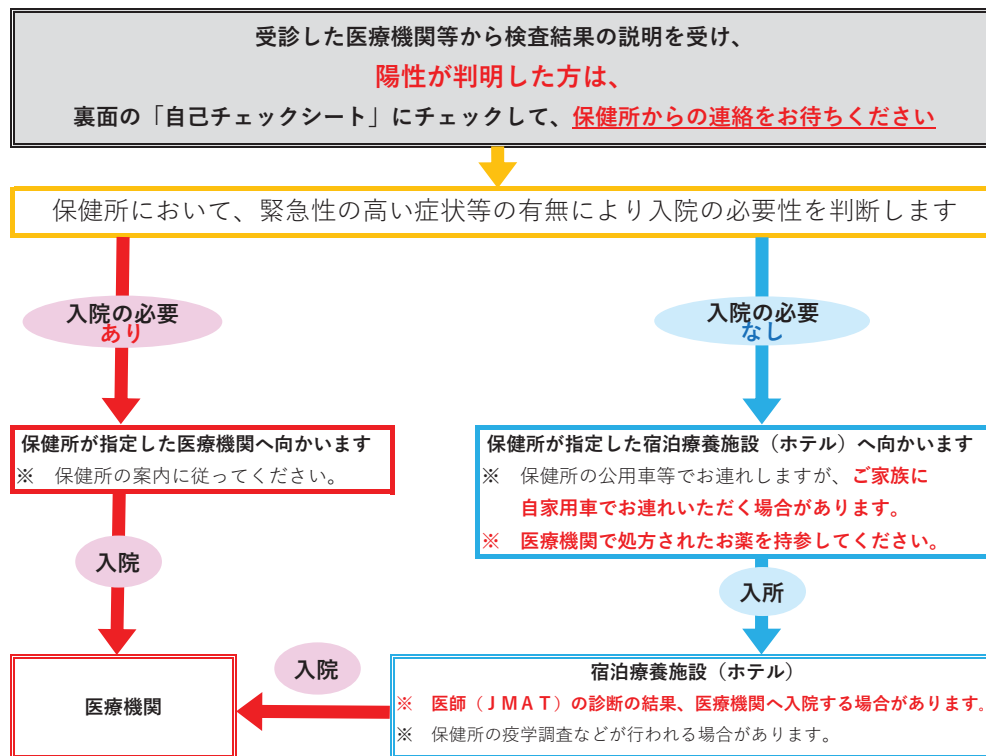 受診した医療機関等から検査結果の説明を受け、
陽性が判明した方は、
裏面の「自己チェックシート」にチェックして、保健所からの連絡をお待ちください
保健所において、緊急性の高い症状等の有無により入院の必要性を判断します
入院の必要
あり
入院の必要
なし
保健所が指定した医療機関へ向かいます
※　保健所の案内に従ってください。
保健所が指定した宿泊療養施設（ホテル）へ向かいます
※　保健所の公用車等でお連れしますが、ご家族に
自家用車でお連れいただく場合があります。
※　医療機関で処方されたお薬を持参してください。
入院
入所
医療機関
入院
宿泊療養施設（ホテル）
※　医師（ＪＭＡＴ）の診断の結果、医療機関へ入院する場合があります。
※　保健所の疫学調査などが行われる場合があります。